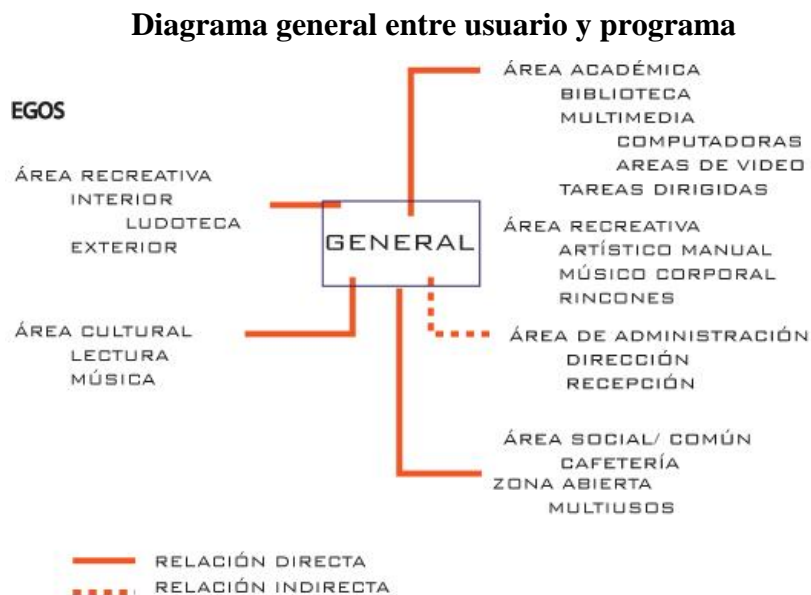 Diagrama general entre usuario y programa
EGOS
ÁREA RECREATIVA
INTERIOR
LUDOTECA
EXTERIOR
ÁREA CULTURAL
LECTURA
MÚSICA
GENERAL
ÁREA ACADÉMICA
BIBLIOTECA
MULTIMEDIA
COMPUTADORAS
AREAS DE VIDEO
TAREAS DIRIGIDAS
ÁREA RECREATIVA
ARTÍSTICO MANUAL
MÚSICO CORPORAL
RINCONES
ÁREA DE ADMINISTRACIÓN
DIRECCIÓN
RECEPCIÓN
ÁREA SOCIAL/ COMÚN
CAFETERÍA
ZONA ABIERTA
MULTIUSOS
RELACIÓN DIRECTA
RELACIÓN INDIRECTA